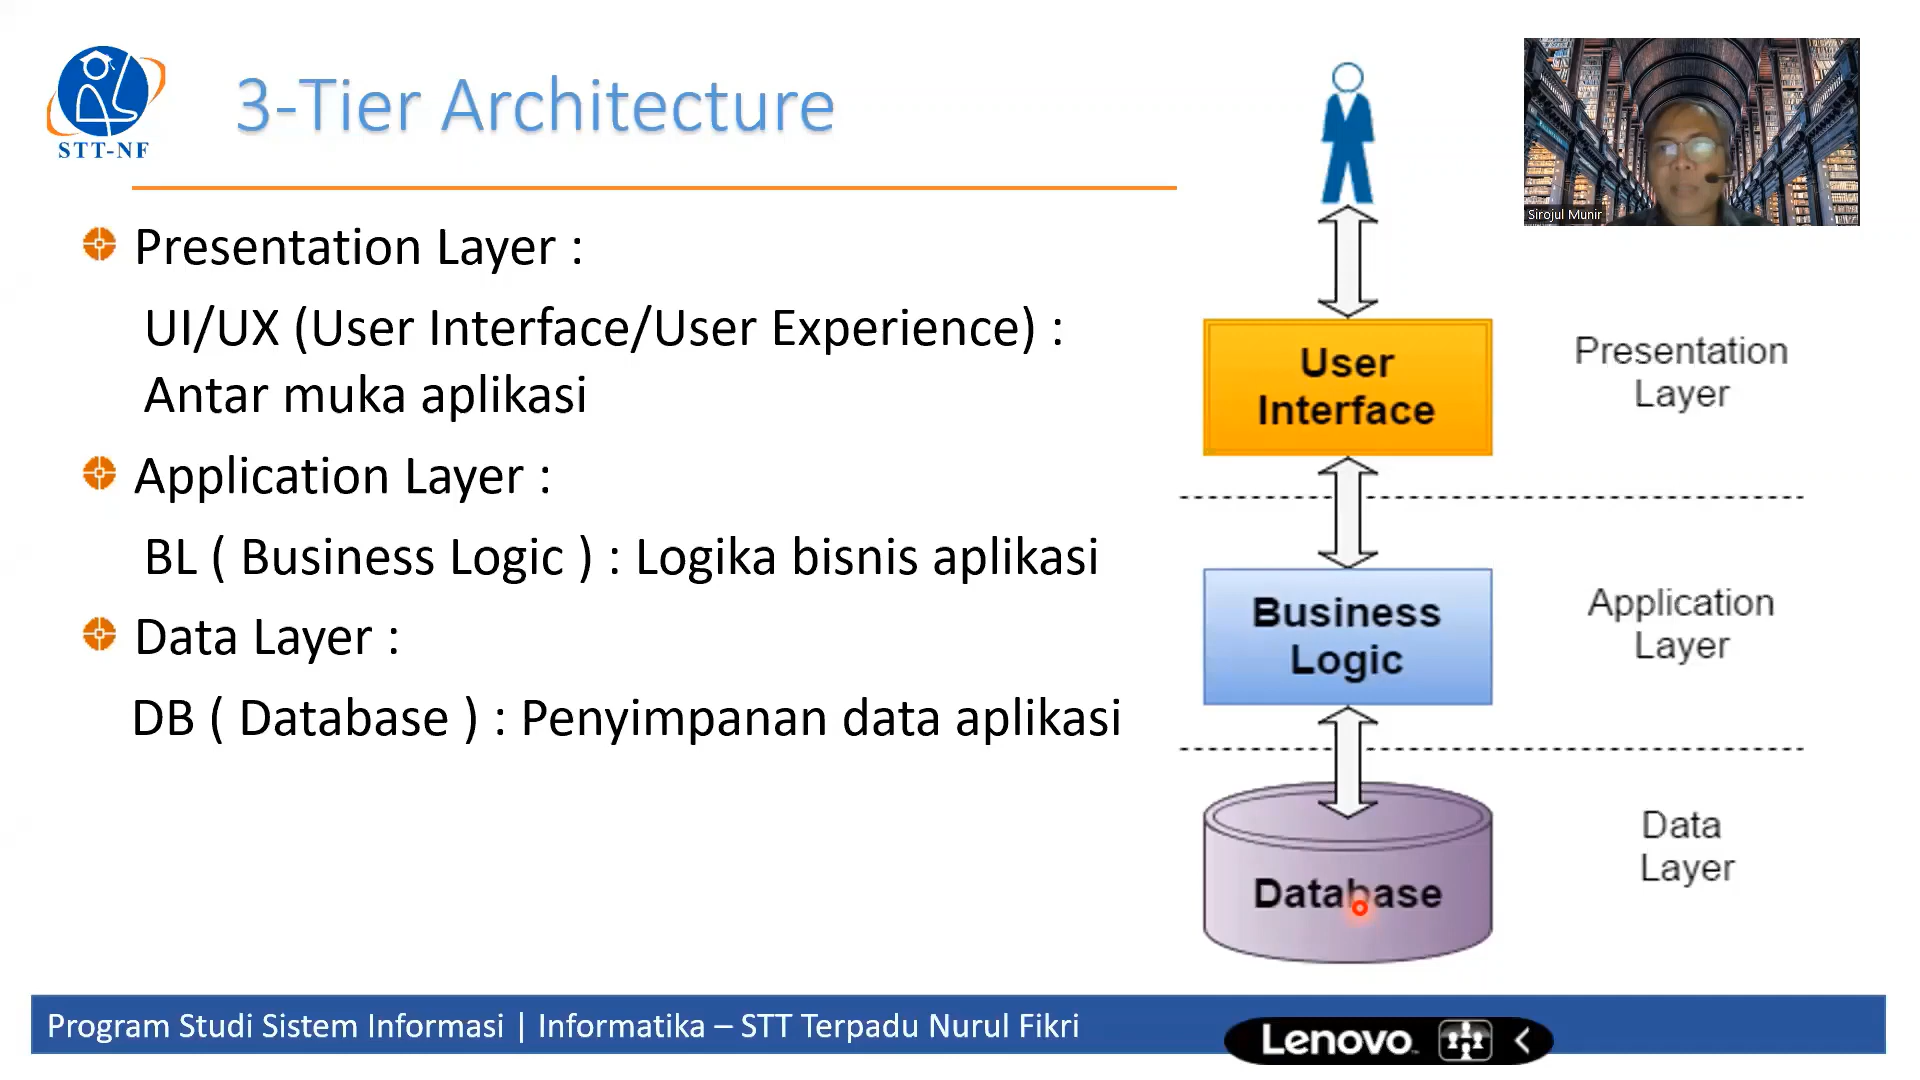 STT-NF
3-Tier Architecture
Presentation Layer :
UI/UX (User Interface/User Experience) :
Antar muka aplikasi
Application Layer :
BL ( Business Logic ) : Logika bisnis aplikasi
Data Layer :
DB ( Database ) : Penyimpanan data aplikasi
Sirojul Munir
User
Interface
Presentation
Layer
Business
Logic
Application
Layer
Database
Data
Layer
Program Studi Sistem Informasi | Informatika – STT Terpadu Nurul Fikri
Lenovo